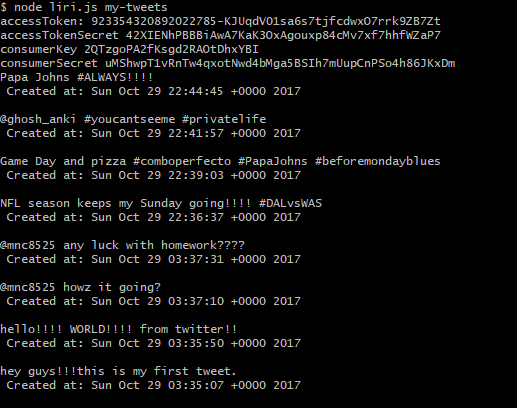 $ node liri.js my-tweets
accessToken: 923354320892022785-KJUqdVO1sa6s7tjfcdwxO7rrk9ZB7Zt
accessTokenSecret 42XIENhPBBBiAwA7KaK3OxAgouxp84cMv7xf7hhfWZaP7
consumerKey 2QTzgoPA2fKsgd2RAOtDhxYBI
consumerSecret uMShwpT1vRnTw4qxotNwd4bMga5BSIh7mUupCnPSo4h86JKxDm
Papa Johns #ALWAYS!!!!
Created at: Sun Oct 29 22:44:45 +0000 2017
@ghosh_anki #youcantseeme #privatelife
Created at: Sun Oct 29 22:41:57 +0000 2017
Game Day and pizza #comboperfecto #PapaJohns #beforemondayblues
Created at: Sun Oct 29 22:39:03 +0000 2017
NFL season keeps my Sunday going!!!! #DALvsWAS
Created at: Sun Oct 29 22:36:37 +0000 2017
@mnc8525 any luck with homework????
Created at: Sun Oct 29 03:37:31 +0000 2017
@mnc8525 howz it going?
Created at: Sun Oct 29 03:37:10 +0000 2017
hello!!!! WORLD!!!! from twitter!!
Created at: Sun Oct 29 03:35:50 +0000 2017
hey guys!!!this is my first tweet.
Created at: Sun Oct 29 03:35:07 +0000 2017